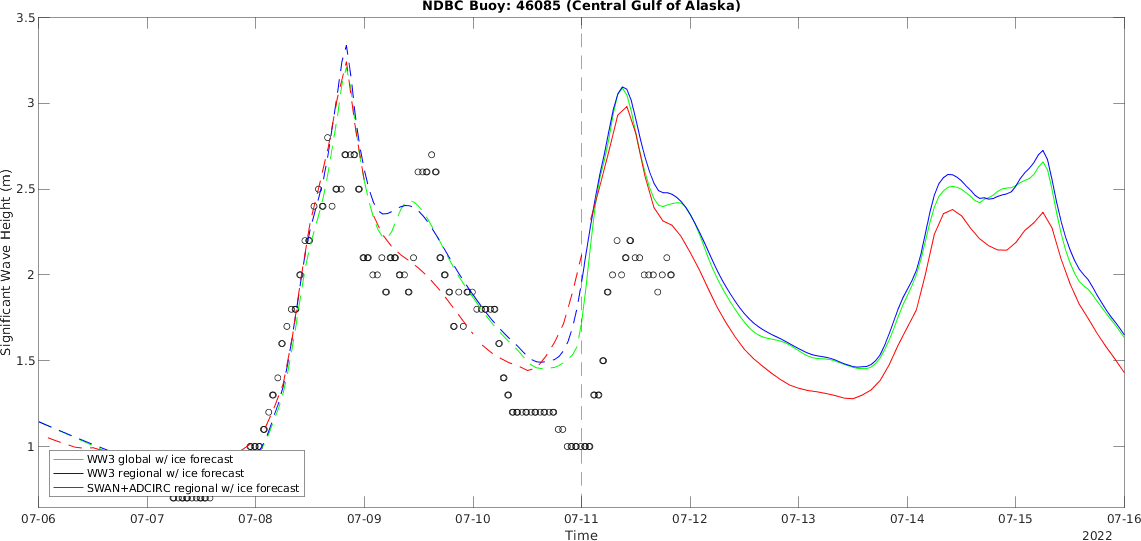 NDBC Buoy: 46085 (Central Gulf of Alaska)
Significant Wave Height (m)
3.5
3
2.5
2
1.5
1
WW3 global w/ ice forecast
WW3 regional w/ ice forecast
SWAN+ADCIRC regional w/ ice forecast
07-06 07-07 07-08 07-09 07-10 07-11 07-12 07-13 07-14 07-15 07-16
Time
2022